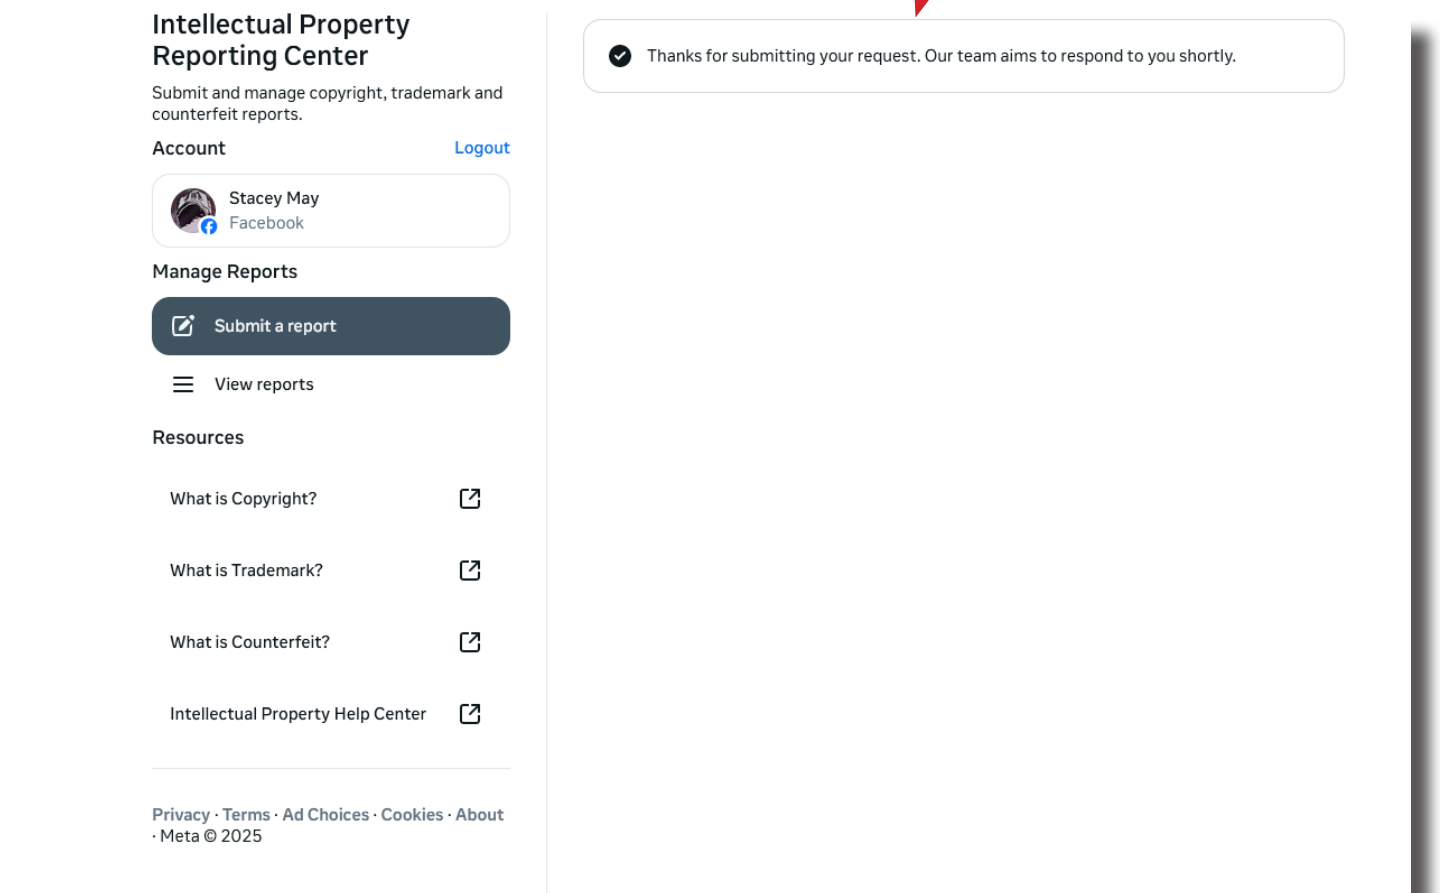 Intellectual Property
Reporting Center
Submit and manage copyright, trademark and
counterfeit reports.
Account
Logout
Stacey May
Facebook
Manage Reports
Submit a report
View reports
Resources
What is Copyright?
What is Trademark?
What is Counterfeit?
Intellectual Property Help Center
Privacy · Terms · Ad Choices · Cookies · About
· Meta © 2025
Thanks for submitting your request. Our team aims to respond to you shortly.